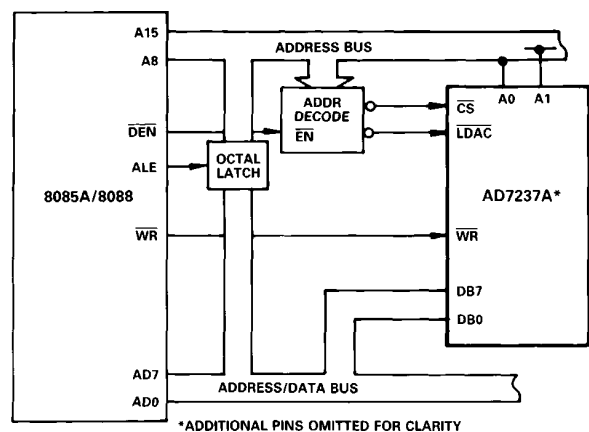 A15
ADDRESS BUS
A8
ADDR
DECODE
EN
CS
A0 A1
LDAC
DEN
OCTAL
LATCH
ALE
8085A/8088
AD7237A*
WR
WR
DB7
DB0
AD7
ADDRESS/DATA BUS
AD0
*ADDITIONAL PINS OMITTED FOR CLARITY